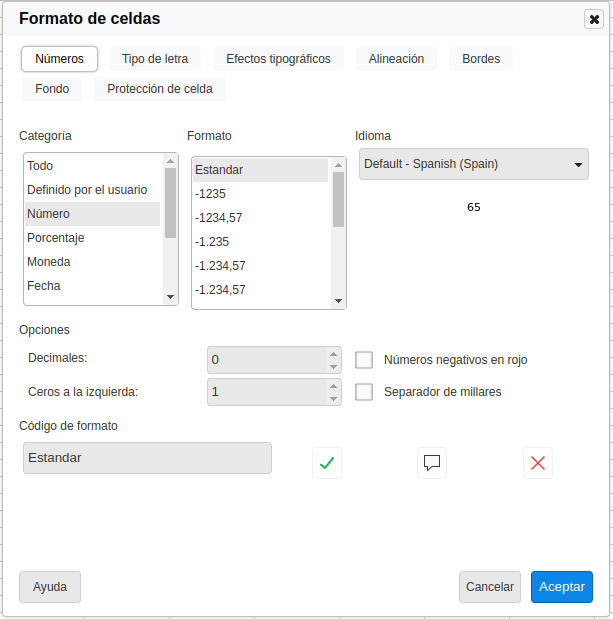 Formato de celdas
Números Tipo de letra Efectos tipográficos Alineación Bordes
Fondo Protección de celda
Categoría Formato Idioma
Todo
Definido por el usuario
Número
Porcentaje
Moneda
Fecha
Estandar
-1235
-1234,57
-1.235
-1.234,57
-1.234,57
Default - Spanish (Spain)
65
Opciones
Decimales: 0 Números negativos en rojo
Ceros a la izquierda: 1 Separador de millares
Código de formato
Estandar
Ayuda Cancelar Aceptar